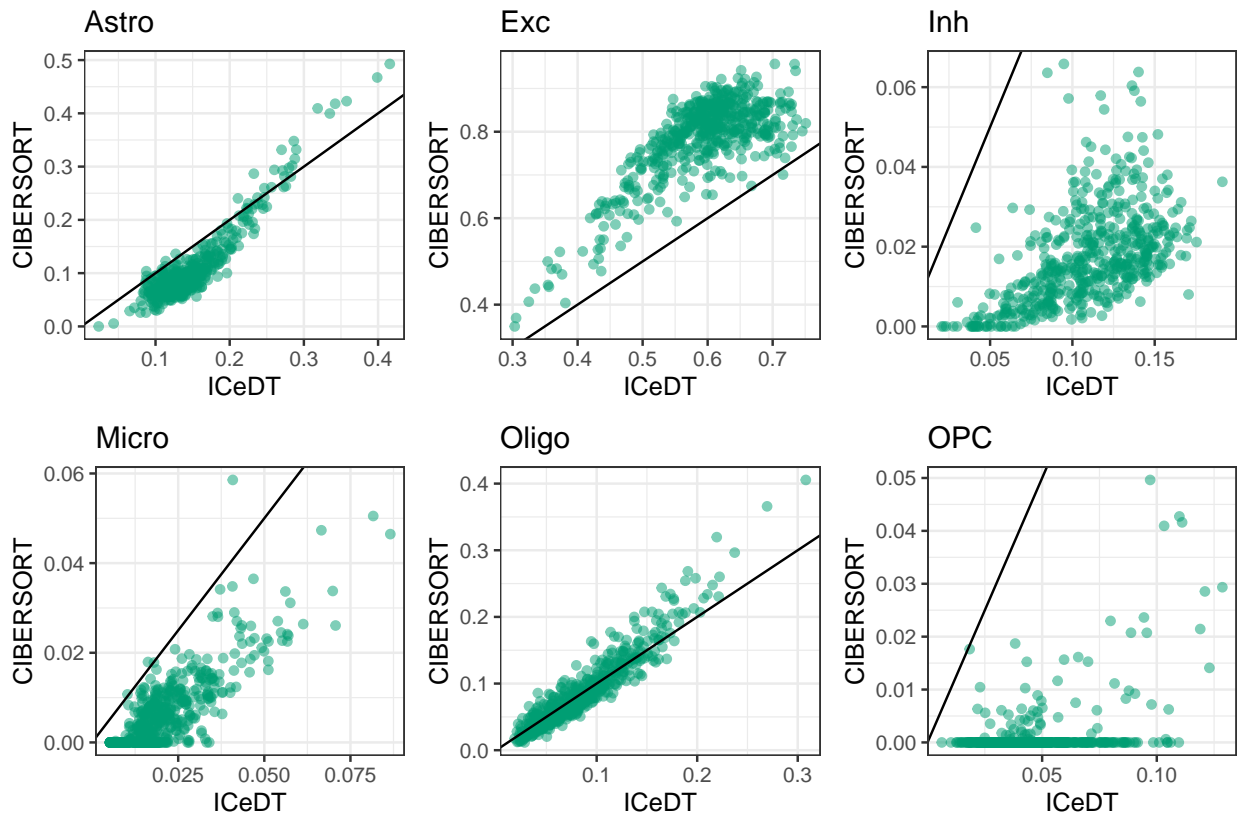 Astro
Exc
Inh
CIBERSORT
0.5
0.4
0.3
0.2
0.1
0.0
0.1
0.2
0.3
0.4
ICeDT
CIBERSORT
0.8
0.6
0.4
0.3
0.4
0.5
0.6
0.7
ICeDT
CIBERSORT
0.06
0.04
0.02
0.00
0.05
0.10
0.15
ICeDT
Micro
Oligo
OPC
CIBERSORT
0.06
0.04
0.02
0.00
0.025
0.050
0.075
ICeDT
CIBERSORT
0.4
0.3
0.2
0.1
0.0
0.1
0.2
0.3
ICeDT
CIBERSORT
0.05
0.04
0.03
0.02
0.01
0.00
0.05
0.10
ICeDT